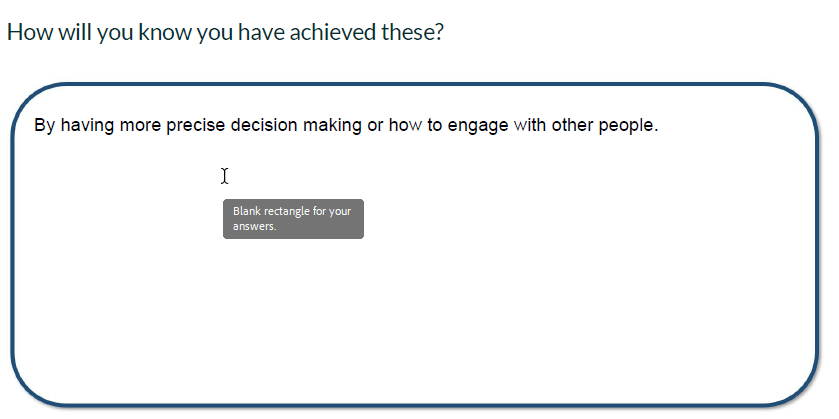 How will you know you have achieved these?
By having more precise decision making or how to engage with other people.
Blank rectangle for your
answers.